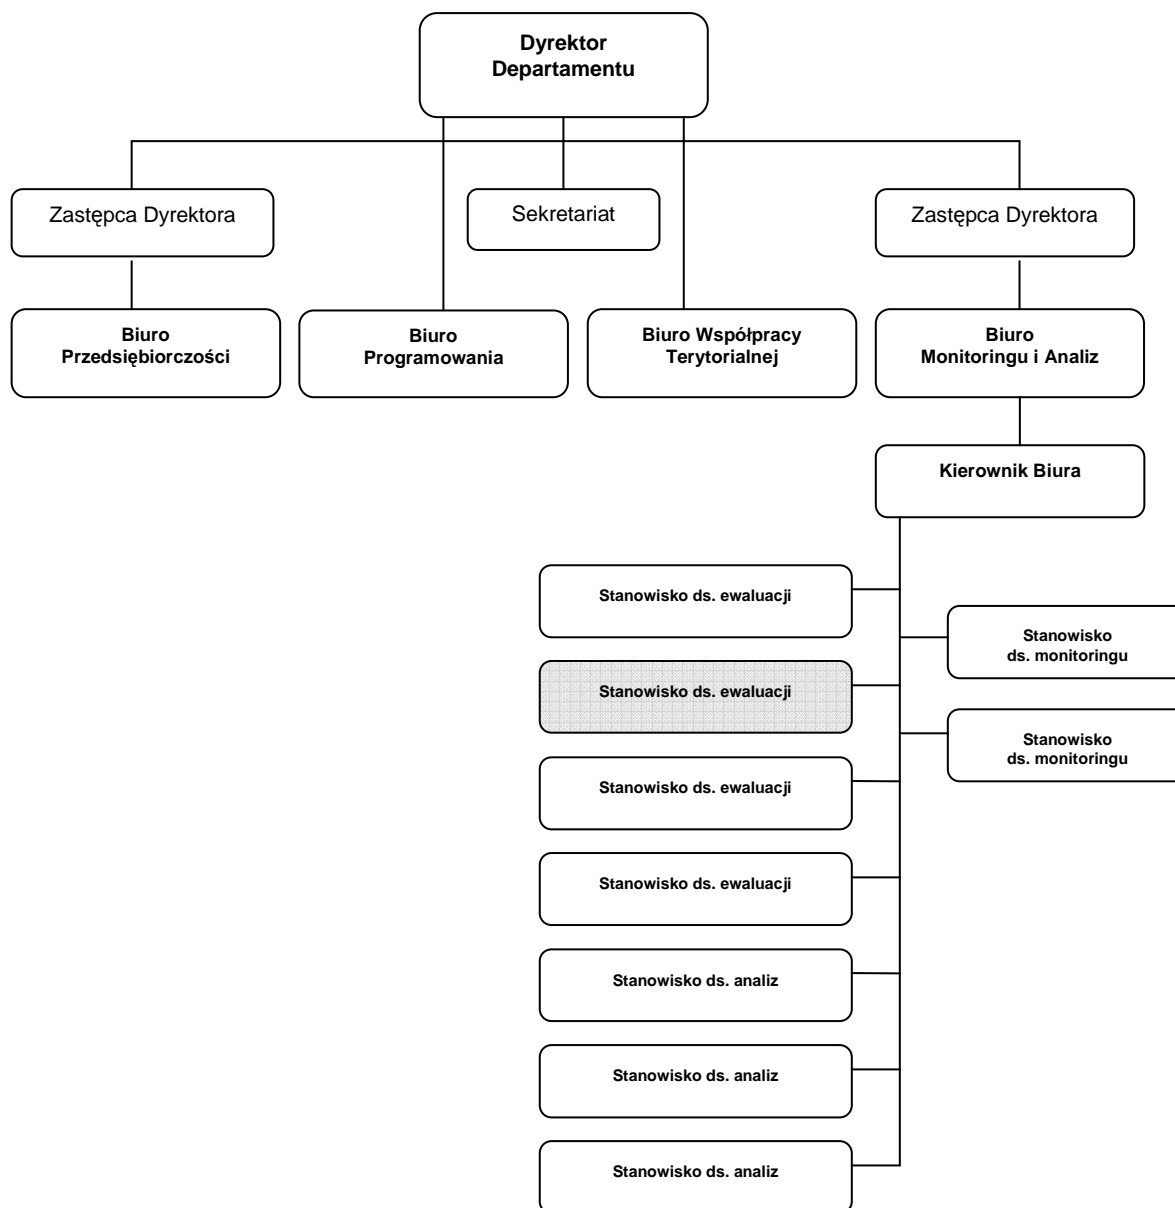 Dyrektor
Departamentu
Zastępca Dyrektora
Sekretariat
Zastępca Dyrektora
Biuro
Przedsiębiorczości
Biuro
Programowania
Biuro Współpracy
Terytorialnej
Biuro
Monitoringu i Analiz
Kierownik Biura
Stanowisko ds. ewaluacji
Stanowisko
ds. monitoringu
Stanowisko ds. ewaluacji
Stanowisko
ds. monitoringu
Stanowisko ds. ewaluacji
Stanowisko ds. ewaluacji
Stanowisko ds. analiz
Stanowisko ds. analiz
Stanowisko ds. analiz